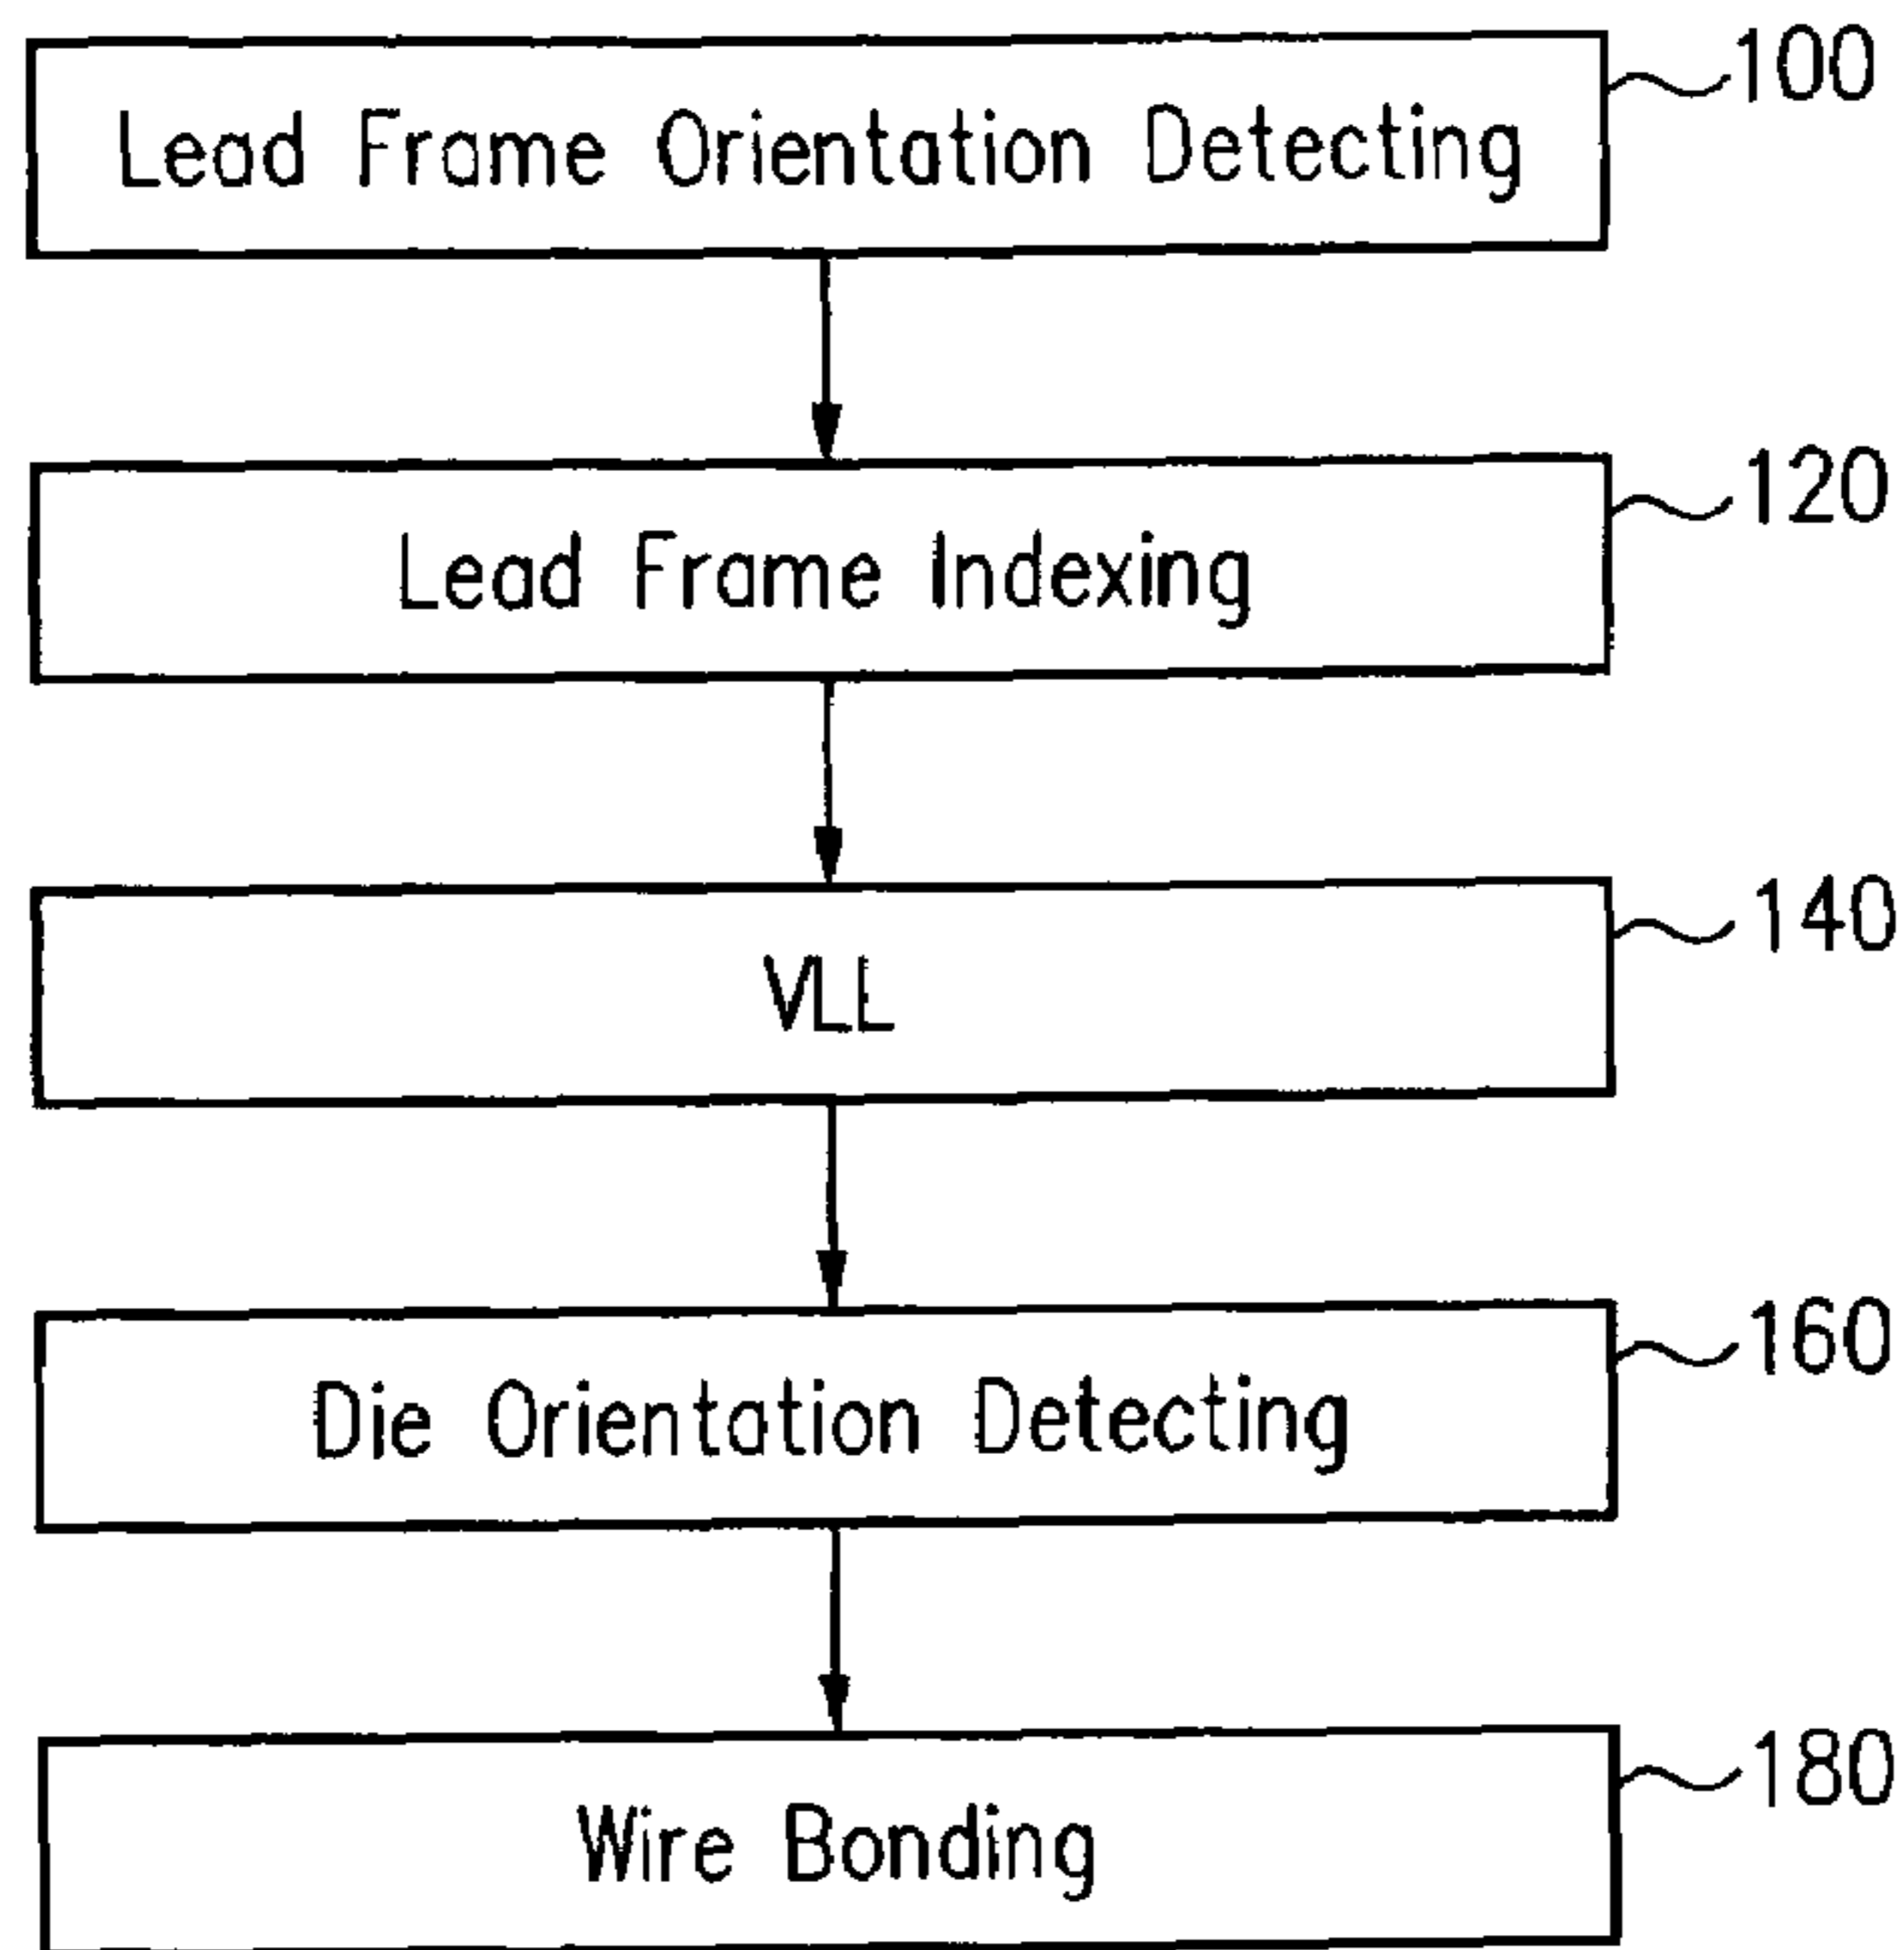 100
Lead Frame Orientation Detecting
120
Lead Frame Indexing
140
VLL
160
Die Orientation Detecting
180
Wire Bonding